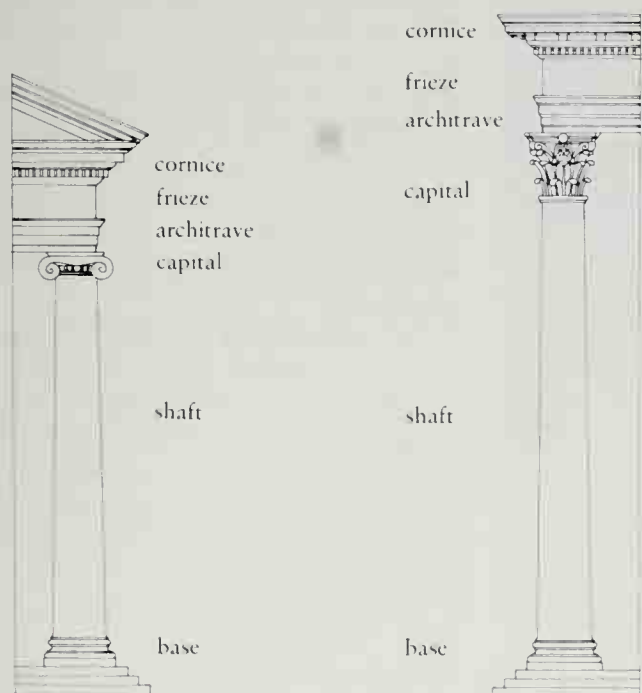 cornice
frieze
architrave
capital
shaft
base
cornice
frieze
architrave
capital
shaft
base